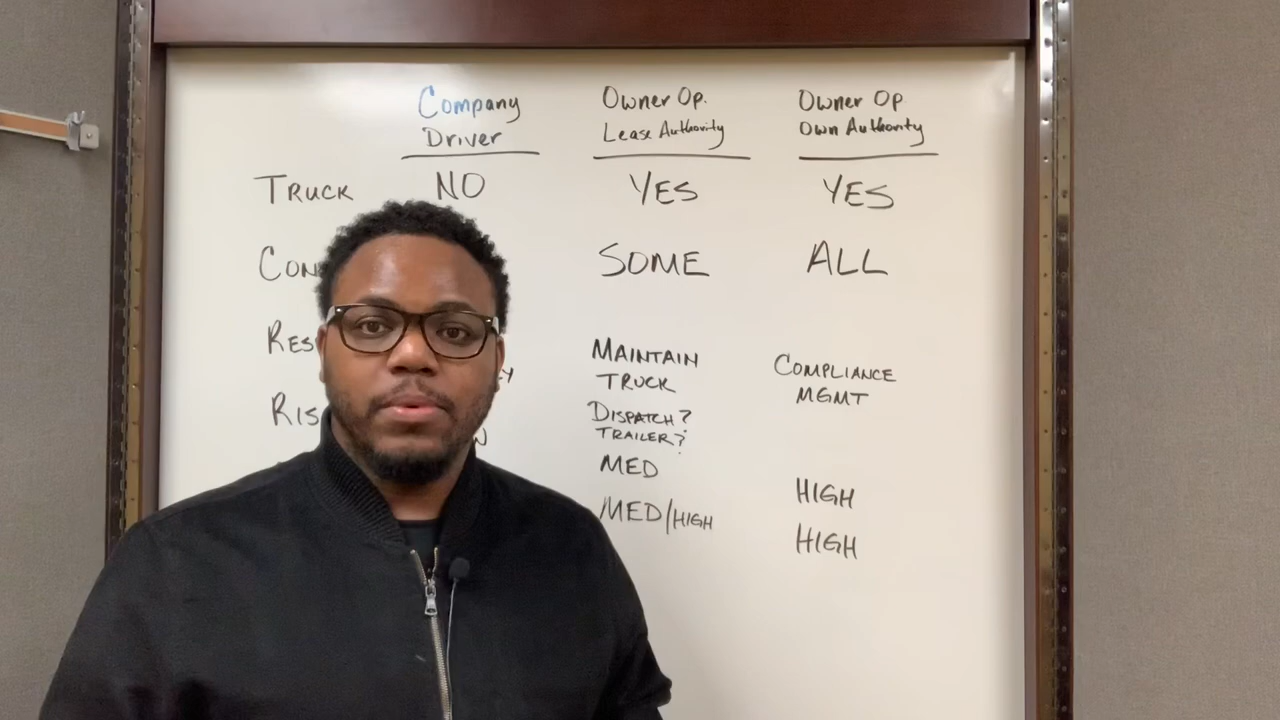 Company Driver
Owner Op. Lease Authority
Owner Op Own Authority
TRUCK NO YES YES
SOME ALL
MAINTAIN TRUCK
COMPLIANCE MGMT
DISPATCH?
TRAILER?
MED HIGH
MED/HIGH HIGH